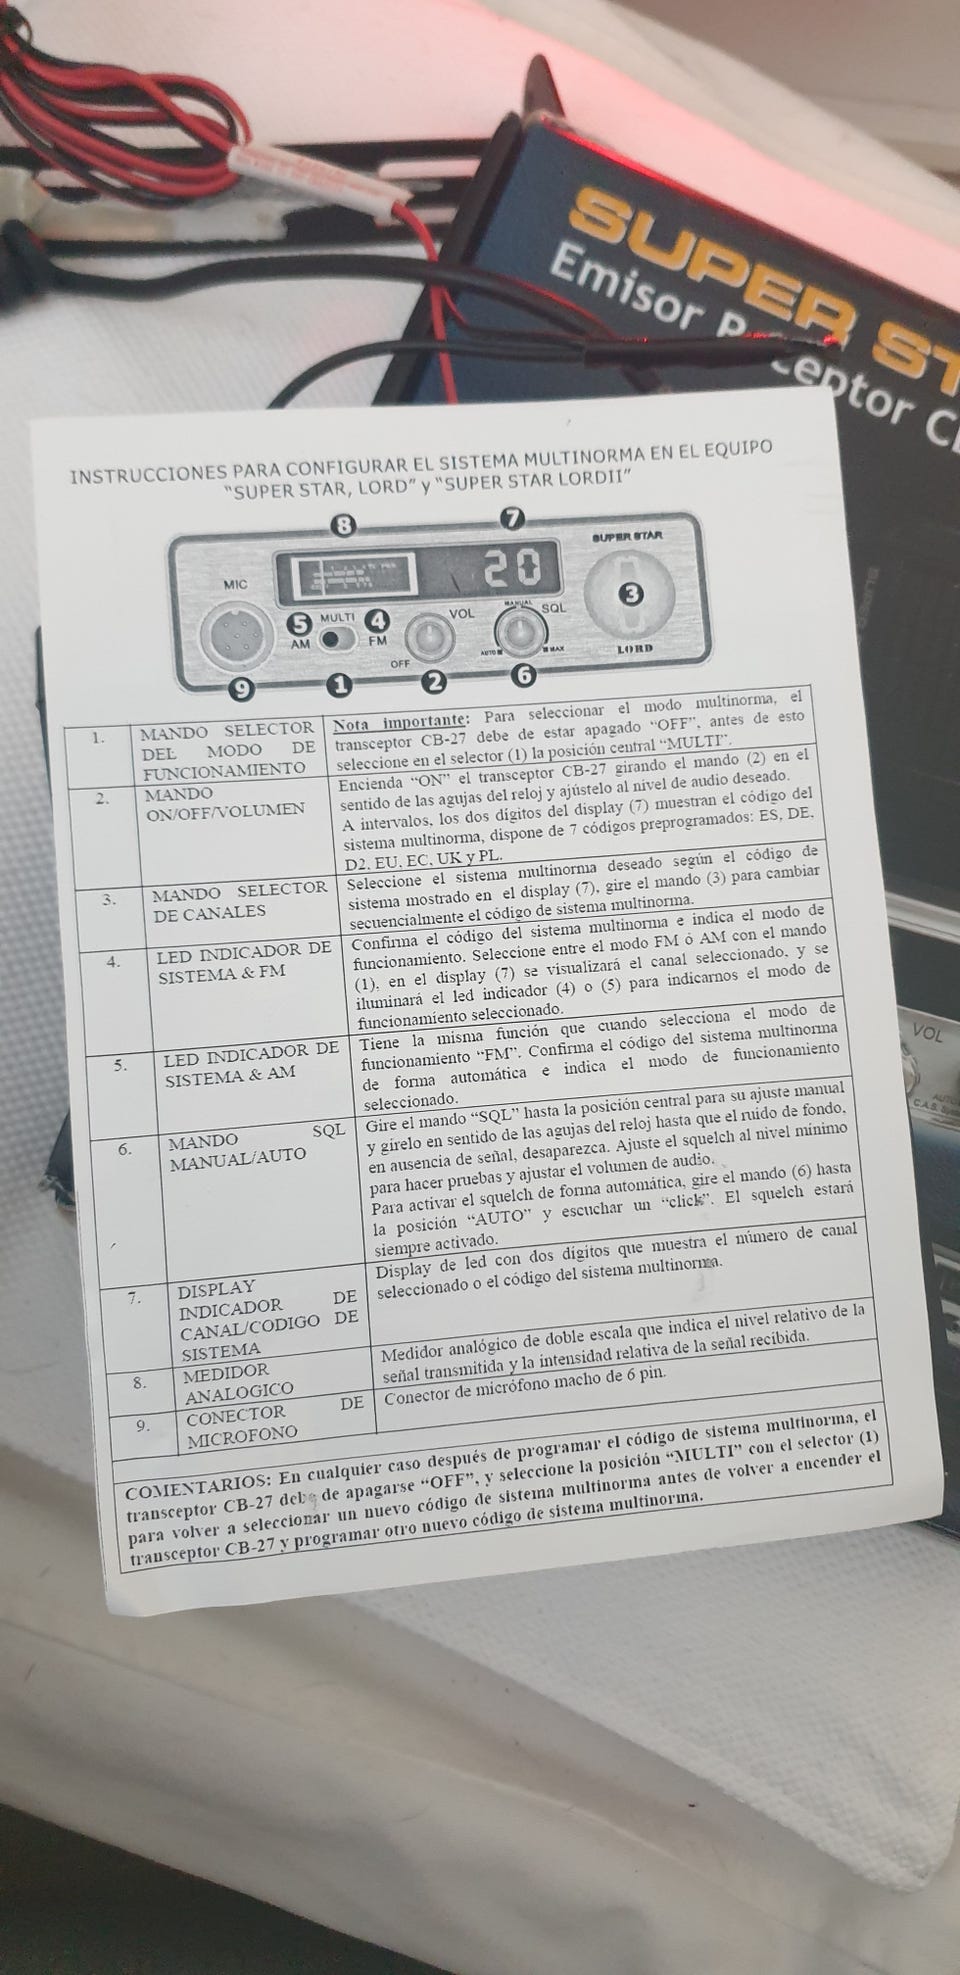 SUPER ST
Emisor R ceptor C
INSTRUCCIONES PARA CONFIGURAR EL SISTEMA MULTINORMA EN EL EQUIPO
"SUPER STAR, LORD" y "SUPER STAR LORDII"
8
7
SUPER STAR
20
MIC
3
5
MULTI
4
VOL
MANUAL
SQL
AM
FM
OFF
AUTO
MAX
LORD
9
1
2
6
1.
MANDO SELECTOR
DEL MODO DE
FUNCIONAMIENTO
Nota importante: Para seleccionar el modo multinorma, el
transceptor CB-27 debe de estar apagado "OFF", antes de esto
seleccione en el selector (1) la posición central "MULTI".
2.
MANDO
ON/OFF/VOLUMEN
Encienda "ON" el transceptor CB-27 girando el mando (2) en el
sentido de las agujas del reloj y ajústelo al nivel de audio deseado.
A intervalos, los dos dígitos del display (7) muestran el código del
sistema multinorma, dispone de 7 códigos preprogramados: ES, DE,
D2, EU, EC, UK y PL.
3.
MANDO SELECTOR
DE CANALES
Seleccione el sistema multinorma deseado según el código de
sistema mostrado en el display (7), gire el mando (3) para cambiar
secuencialmente el código de sistema multinorma.
4.
LED INDICADOR DE
SISTEMA & FM
Confirma el código del sistema multinorma e indica el modo de
funcionamiento. Seleccione entre el modo FM ó AM con el mando
(1), en el display (7) se visualizará el canal seleccionado, y se
iluminará el led indicador (4) o (5) para indicarnos el modo de
funcionamiento seleccionado.
5.
LED INDICADOR DE
SISTEMA & AM
Tiene la misma función que cuando selecciona el modo de
funcionamiento "FM". Confirma el código del sistema multinorma
de forma automática e indica el modo de funcionamiento
seleccionado.
6.
MANDO SQL
MANUAL/AUTO
Gire el mando "SQL" hasta la posición central para su ajuste manual
y gírelo en sentido de las agujas del reloj hasta que el ruido de fondo,
en ausencia de señal, desaparezca. Ajuste el squelch al nivel mínimo
para hacer pruebas y ajustar el volumen de audio.
Para activar el squelch de forma automática, gire el mando (6) hasta
la posición "AUTO" y escuchar un "click". El squelch estará
siempre activado.
7.
DISPLAY
INDICADOR DE
CANAL/CODIGO DE
SISTEMA
Display de led con dos dígitos que muestra el número de canal
seleccionado o el código del sistema multinorma.
8.
MEDIDOR
ANALOGICO
Medidor analógico de doble escala que indica el nivel relativo de la
señal transmitida y la intensidad relativa de la señal recibida.
9.
CONECTOR DE
MICROFONO
Conector de micrófono macho de 6 pin.
COMENTARIOS: En cualquier caso después de programar el código de sistema multinorma, el
transceptor CB-27 debe de apagarse "OFF", y seleccione la posición "MULTI" con el selector (1)
para volver a seleccionar un nuevo código de sistema multinorma antes de volver a encender el
transceptor CB-27 y programar otro nuevo código de sistema multinorma.
VOL